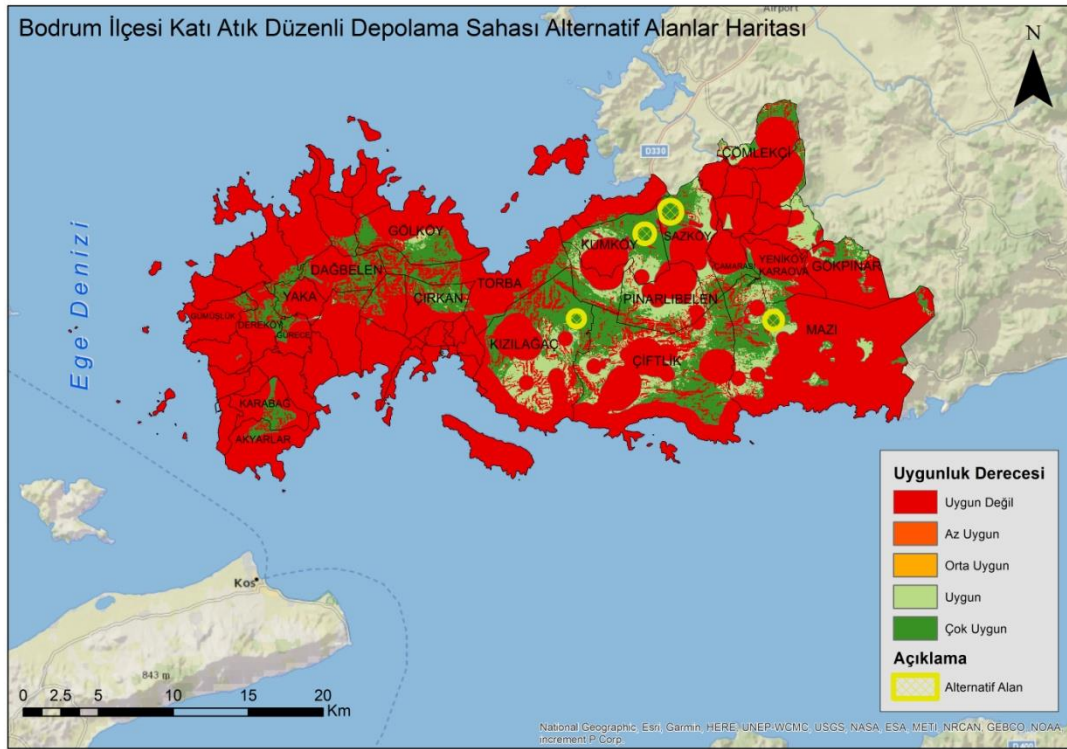 Bodrum İlçesi Katı Atık Düzenli Depolama Sahası Alternatif Alanlar Haritası
Airport
N
D330
ÇÖMLEKÇİ
Ege Denizi
GÖLKÖY
KUMKÖY
SAZKÖY
DAĞBELEN
TORBA
ÇAMARAS
YENİKÖY
KARAOVA
GÖKPINAR
YAKA
ÇIRKAN
PINARLIBELEN
GÜMÜŞLÜK
DEREKÖY
GÜRECE
KIZILAĞAÇ
MAZI
ÇİFTLİK
KARABAĞ
AKYARLAR
Uygunluk Derecesi
Uygun Değil
Az Uygun
Orta Uygun
Uygun
Çok Uygun
Açıklama
Alternatif Alan
Kos
843 m
0 2.5 5 10 15 20
Km
National Geographic, Esri, Garmin, HERE, UNEP-WCMC, USGS, NASA, ESA, METI, NRCAN, GEBCO, NOAA,
increment P Corp.